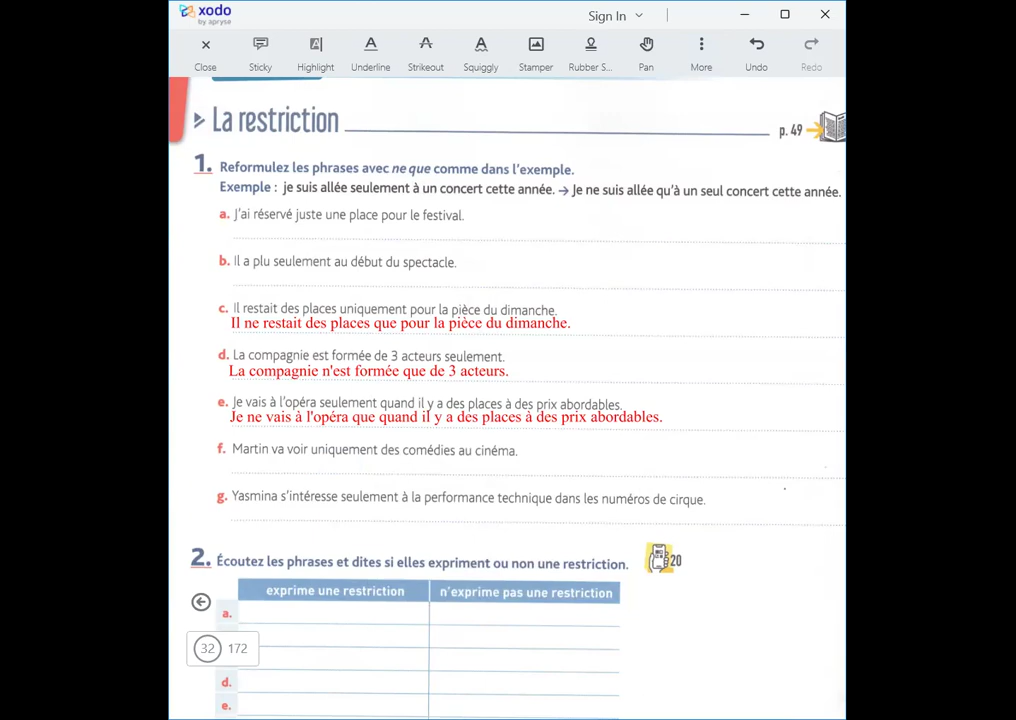 xodo
by apryse
Sign In
Close
Sticky
Highlight
Underline
Strikeout
Squiggly
Stamper
Rubber S...
Pan
More
Undo
Redo
La restriction
p. 49
1. Reformulez les phrases avec ne que comme dans l'exemple.
Exemple : je suis allée seulement à un concert cette année. → Je ne suis allée qu'à un seul concert cette année.
a. J'ai réservé juste une place pour le festival.
b. Il a plu seulement au début du spectacle.
c. Il restait des places uniquement pour la pièce du dimanche.
Il ne restait des places que pour la pièce du dimanche.
d. La compagnie est formée de 3 acteurs seulement.
La compagnie n'est formée que de 3 acteurs.
e. Je vais à l'opéra seulement quand il y a des places à des prix abordables.
Je ne vais à l'opéra que quand il y a des places à des prix abordables.
f. Martin va voir uniquement des comédies au cinéma.
g. Yasmina s'intéresse seulement à la performance technique dans les numéros de cirque.
2. Écoutez les phrases et dites si elles expriment ou non une restriction.
20
exprime une restriction
n'exprime pas une restriction
a.
32 172
d.
e.